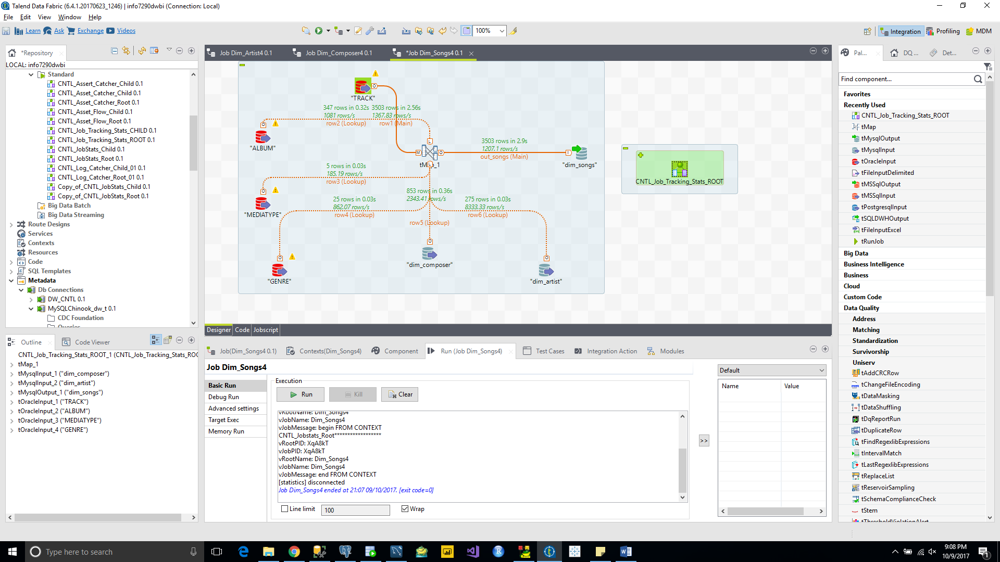 Talend Data Fabric (6.4.1.20170623_1246) | info7290dwbi (Connection: Local)
File Edit View Window Help
Learn Ask Exchange Videos
100%
Integration Profiling MDM
*Repository
LOCAL: info7290dwbi
Standard
CNTL_Assert_Catcher_Child 0.1
CNTL_Asset_Catcher_Child 0.1
CNTL_Asset_Catcher_Root 0.1
CNTL_Asset_Flow_Child 0.1
CNTL_Asset_Flow_Root 0.1
CNTL_Job_Tracking_Stats_CHILD 0.1
CNTL_Job_Tracking_Stats_ROOT 0.1
CNTL_JobStats_Child 0.1
CNTL_JobStats_Root 0.1
CNTL_Log_Catcher_Child_01 0.1
CNTL_Log_Catcher_Root_01 0.1
Copy_of_CNTL_JobStats_Child 0.1
Copy_of_CNTL_JobStats_Root 0.1
Big Data Batch
Big Data Streaming
Route Designs
Services
Contexts
Resources
Code
SQL Templates
Metadata
Db Connections
DW_CNTL 0.1
MySQLChinook_dw_t 0.1
CDC Foundation
Queries
Outline Code Viewer
CNTL_Job_Tracking_Stats_ROOT_1 (CNTL_Job_Tracking_Stats_ROO
tMap_1
tMysqlInput_1 ("dim_composer")
tMysqlInput_2 ("dim_artist")
tMysqlOutput_1 ("dim_songs")
tOracleInput_1 ("TRACK")
tOracleInput_2 ("ALBUM")
tOracleInput_3 ("MEDIATYPE")
tOracleInput_4 ("GENRE")
Job Dim_Artist4 0.1 Job Dim_Composer4 0.1 *Job Dim_Songs4 0.1
"TRACK"
347 rows in 0.32s 3503 rows in 2.56s
1081 rows/s 1367.83 rows/s
row2 (Lookup) row1 (Main)
"ALBUM"
3503 rows in 2.9s
1207.1 rows/s
out_songs (Main)
tMap_1
"dim_songs"
5 rows in 0.03s
185.19 rows/s
row3 (Lookup)
"MEDIATYPE"
853 rows in 0.36s
2343.41 rows/s
25 rows in 0.03s
862.07 rows/s
row4 (Lookup)
275 rows in 0.03s
8333.33 rows/s
row6 (Lookup)
row5 (Lookup)
"dim_composer"
"GENRE"
"dim_artist"
CNTL_Job_Tracking_Stats_ROOT
Designer Code Jobscript
Job(Dim_Songs4 0.1) Contexts(Dim_Songs4) Component Run (Job Dim_Songs4) Test Cases Integration Action Modules
Job Dim_Songs4
Basic Run
Debug Run
Advanced settings
Target Exec
Memory Run
Execution
Run Kill Clear
vRootName: Dim_Songs4
vJobName: Dim_Songs4
vJobMessage: begin FROM CONTEXT
CNTL_Jobstats_Root******************
vRootPID: XqA8kT
vJobPID: XqA8kT
vRootName: Dim_Songs4
vJobName: Dim_Songs4
vJobMessage: end FROM CONTEXT
[statistics] disconnected
Job Dim_Songs4 ended at 21:07 09/10/2017. [exit code=0]
Line limit 100 Wrap
>>
Default
Name Value
Pal... DQ ... Det...
Find component...
Favorites
Recently Used
CNTL_Job_Tracking_Stats_ROOT
tMap
tMysqlOutput
tMysqlInput
tOracleInput
tFileInputDelimited
tMSSqlOutput
tMSSqlInput
tPostgresqlInput
tSQLDWHOutput
tFileInputExcel
tRunJob
Big Data
Business Intelligence
Business
Cloud
Custom Code
Data Quality
Address
Matching
Standardization
Survivorship
Uniserv
tAddCRCRow
tChangeFileEncoding
tDataMasking
tDataShuffling
tDqReportRun
tDuplicateRow
tFindRegexlibExpressions
tIntervalMatch
tLastRegexlibExpressions
tReplaceList
tReservoirSampling
tSchemaComplianceCheck
tStem
tThresholdViolationAlert
Type here to search
9:08 PM
10/9/2017
1